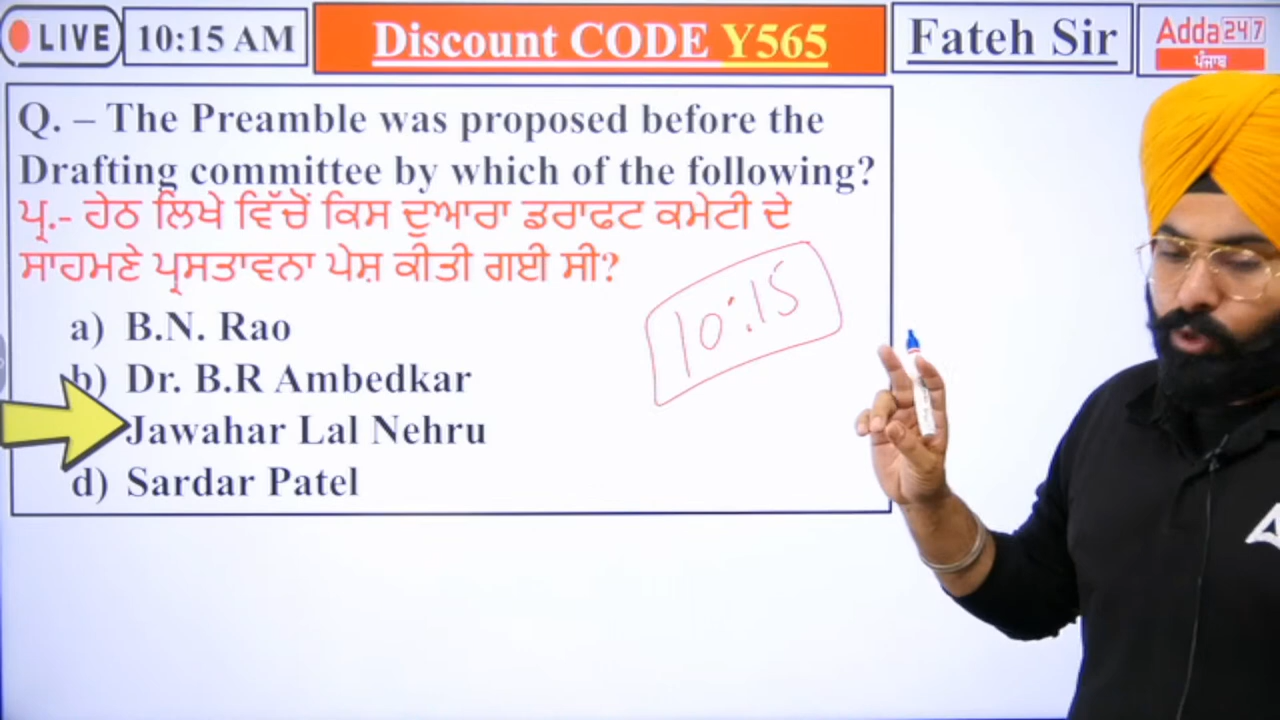 LIVE
10:15 AM
Discount CODE Y565
Fateh Sir
Adda247
ਪੰਜਾਬ
Q. – The Preamble was proposed before the
Drafting committee by which of the following?
ਪ੍ਰ.- ਹੇਠ ਲਿਖੇ ਵਿੱਚੋਂ ਕਿਸ ਦੁਆਰਾ ਡਰਾਫਟ ਕਮੇਟੀ ਦੇ
ਸਾਹਮਣੇ ਪ੍ਰਸਤਾਵਨਾ ਪੇਸ਼ ਕੀਤੀ ਗਈ ਸੀ?
10:15
a) B.N. Rao
b) Dr. B.R Ambedkar
Jawahar Lal Nehru
d) Sardar Patel